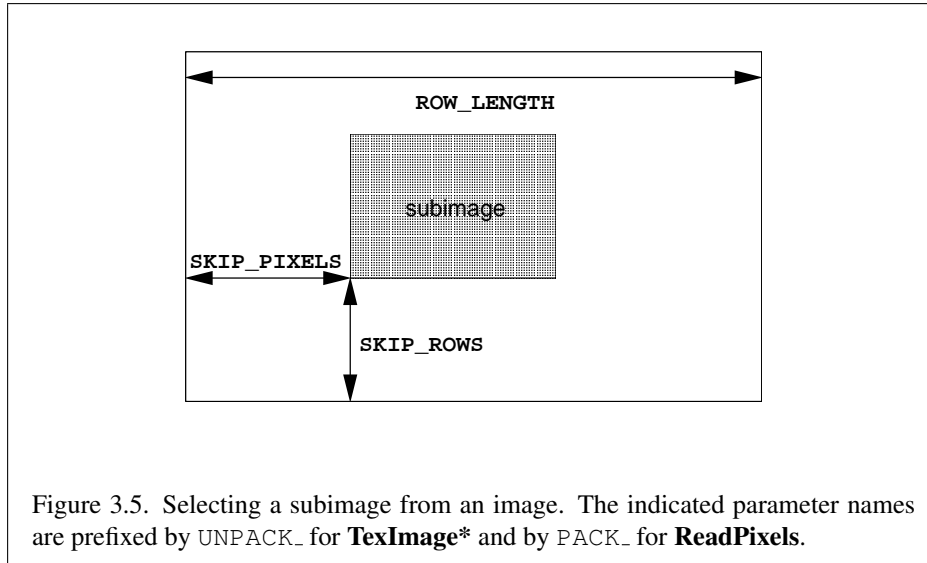 ROW_LENGTH
subimage
SKIP_PIXELS
SKIP_ROWS
Figure 3.5. Selecting a subimage from an image. The indicated parameter names
are prefixed by UNPACK_ for TexImage* and by PACK_ for ReadPixels.